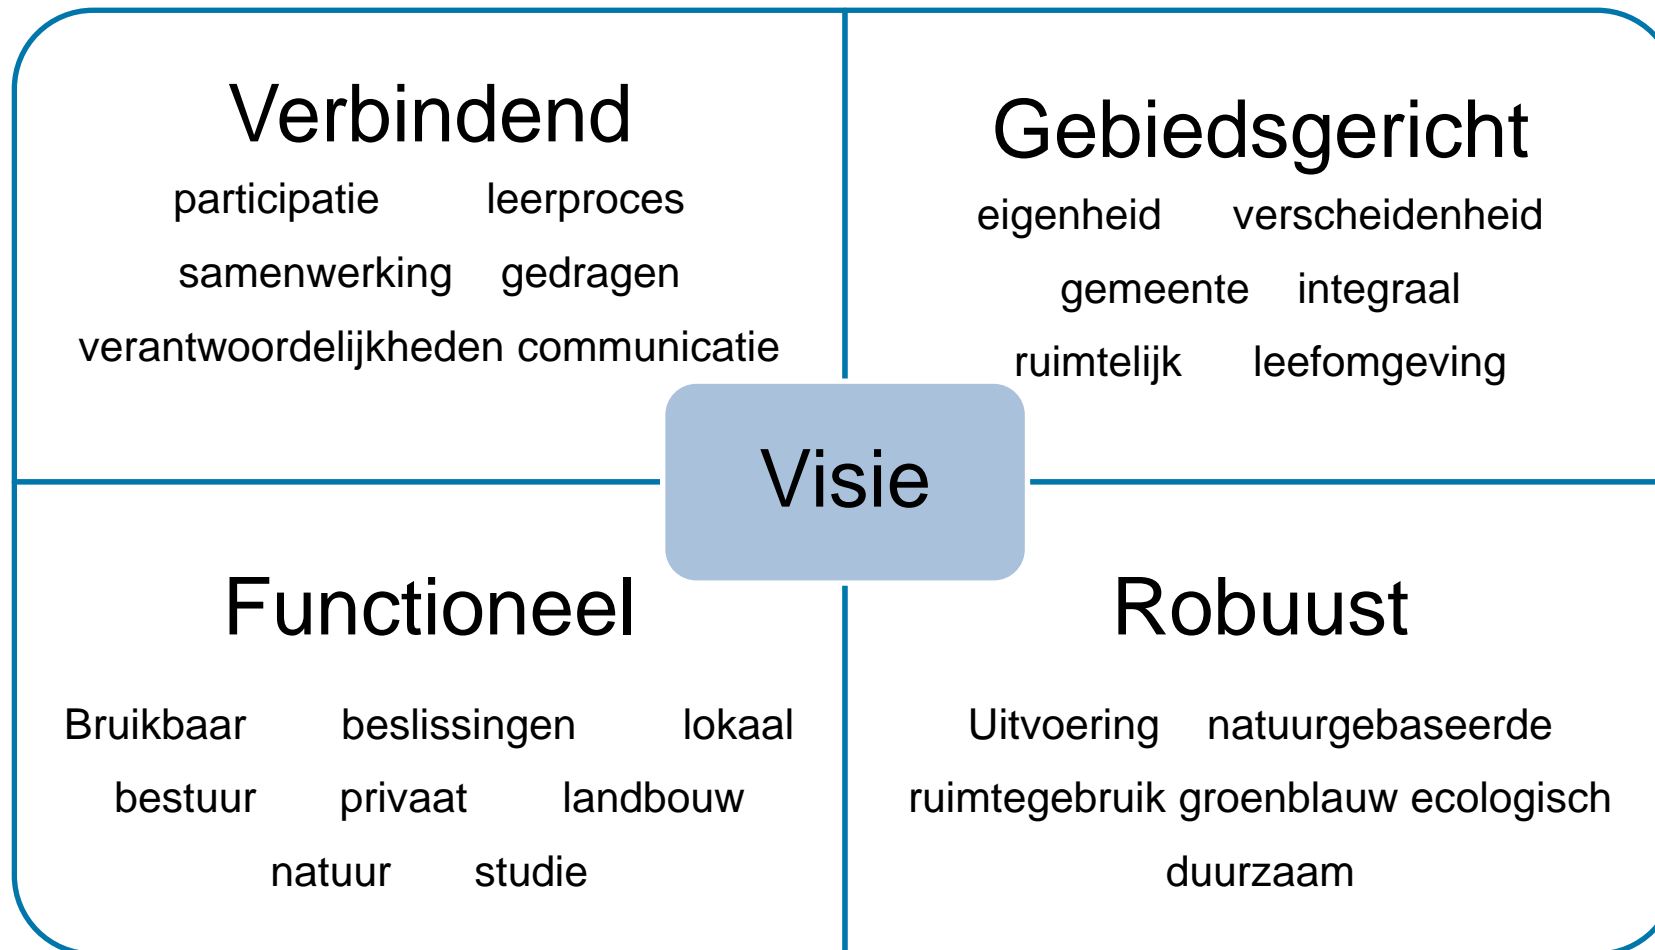 Verbindend
participatie leerproces
samenwerking gedragen
verantwoordelijkheden communicatie
Gebiedsgericht
eigenheid verscheidenheid
gemeente integraal
ruimtelijk leefomgeving
Visie
Functioneel
Bruikbaar beslissingen lokaal
bestuur privaat landbouw
natuur studie
Robuust
Uitvoering natuurgebaseerde
ruimtegebruik groenblauw ecologisch
duurzaam